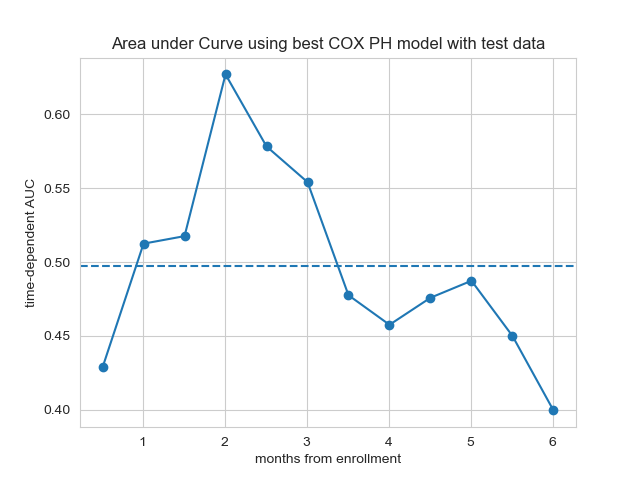 Area under Curve using best COX PH model with test data
time-dependent AUC
0.60
0.55
0.50
0.45
0.40
1 2 3 4 5 6
months from enrollment